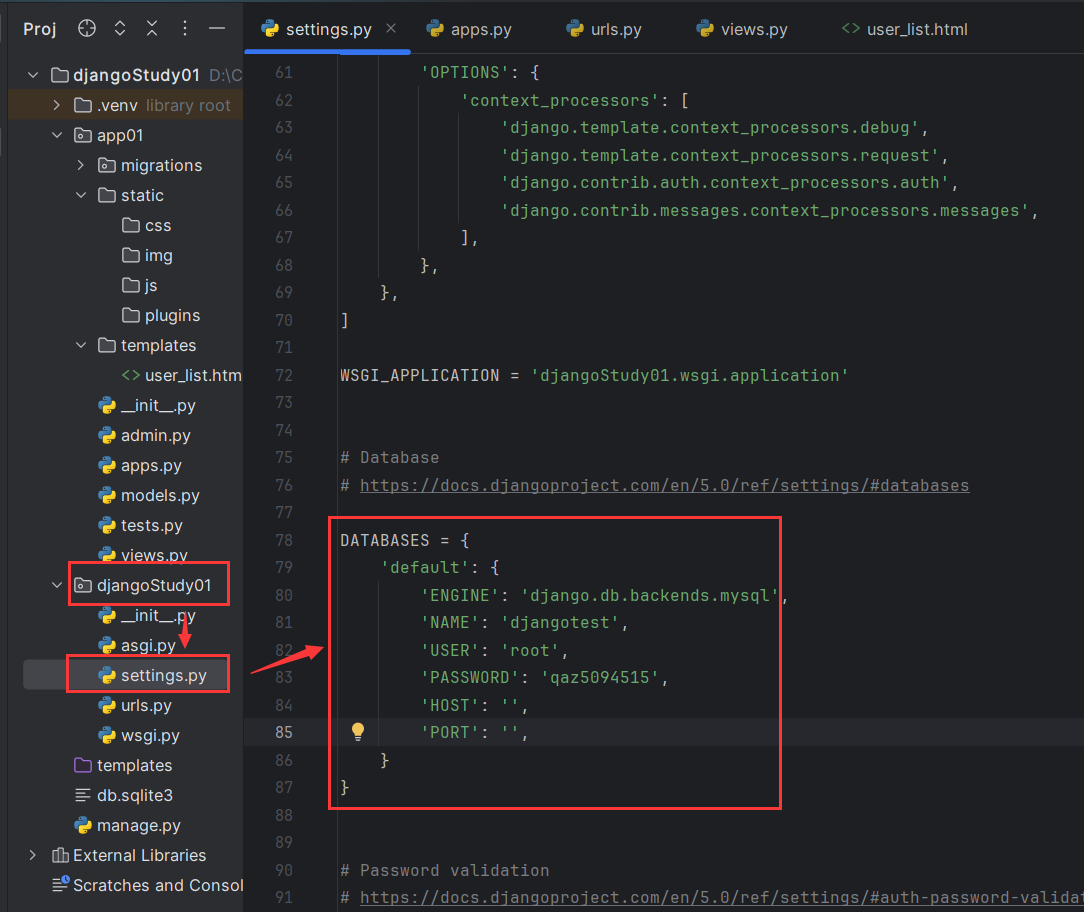 Proj
settings.py
apps.py
urls.py
views.py
<> user_list.html
djangoStudy01 D:\C
.venv library root
app01
migrations
static
css
img
js
plugins
templates
<> user_list.htm
__init__.py
admin.py
apps.py
models.py
tests.py
views.py
djangoStudy01
__init__.py
asgi.py
settings.py
urls.py
wsgi.py
templates
db.sqlite3
manage.py
External Libraries
Scratches and Consol
61 'OPTIONS': {
62 'context_processors': [
63 'django.template.context_processors.debug',
64 'django.template.context_processors.request',
65 'django.contrib.auth.context_processors.auth',
66 'django.contrib.messages.context_processors.messages',
67 ],
68 },
69 },
70 ]
71
72 WSGI_APPLICATION = 'djangoStudy01.wsgi.application'
73
74
75 # Database
76 # https://docs.djangoproject.com/en/5.0/ref/settings/#databases
77
78 DATABASES = {
79 'default': {
80 'ENGINE': 'django.db.backends.mysql',
81 'NAME': 'djangotest',
82 'USER': 'root',
83 'PASSWORD': 'qaz5094515',
84 'HOST': '',
85 'PORT': '',
86 }
87 }
88
89
90 # Password validation
91 # https://docs.djangoproject.com/en/5.0/ref/settings/#auth-password-valida